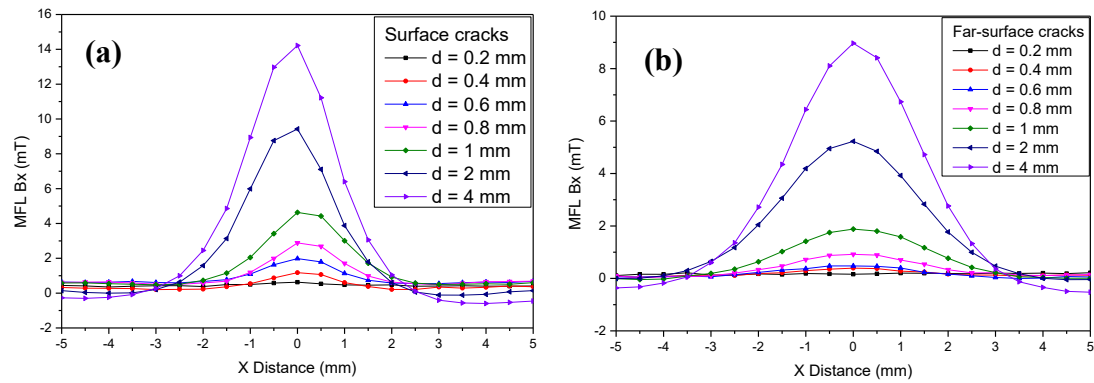 (a)
Surface cracks
d = 0.2 mm
d = 0.4 mm
d = 0.6 mm
d = 0.8 mm
d = 1 mm
d = 2 mm
d = 4 mm
16
14
12
10
8
6
4
2
0
-2
MFL Bx (mT)
-5 -4 -3 -2 -1 0 1 2 3 4 5
X Distance (mm)
(b)
Far-surface cracks
d = 0.2 mm
d = 0.4 mm
d = 0.6 mm
d = 0.8 mm
d = 1 mm
d = 2 mm
d = 4 mm
10
8
6
4
2
0
-2
MFL Bx (mT)
-5 -4 -3 -2 -1 0 1 2 3 4 5
X Distance (mm)